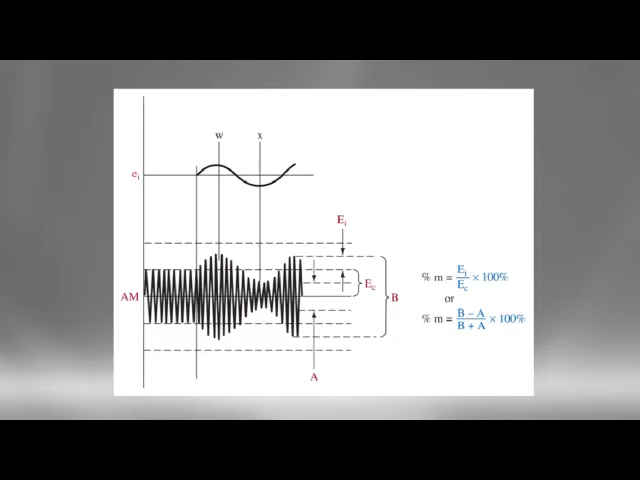 w x
e_i
E_i
AM
E_c
B
A
% m = E_i / E_c × 100%
or
% m = B − A / B + A × 100%